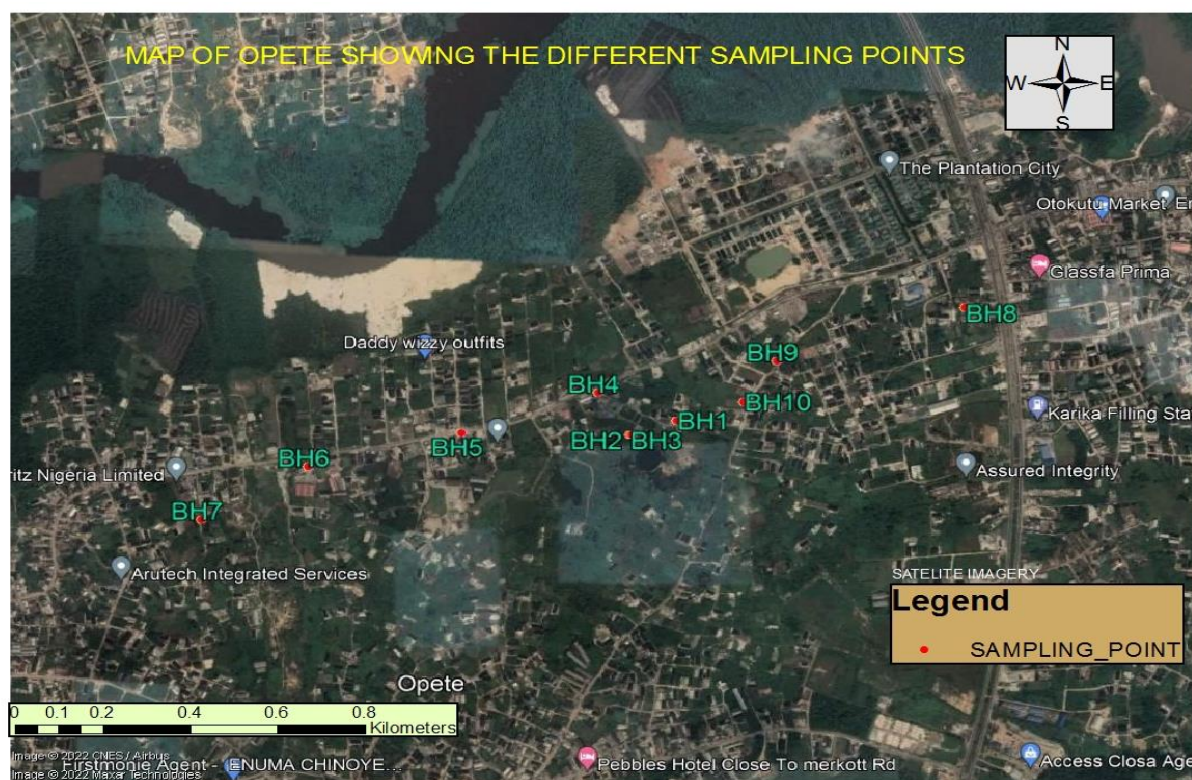 MAP OF OPETE SHOWING THE DIFFERENT SAMPLING POINTS
N
W E
S
The Plantation City
Otokutu Market En
Glassfa Prima
BH8
Daddy wizzy outfits
BH9
BH4
BH10
Karika Filling Sta
BH1
BH2 BH3
BH5
BH6
ritz Nigeria Limited
Assured Integrity
BH7
Arutech Integrated Services
SATELITE IMAGERY
Legend
SAMPLING_POINT
Opete
0 0.1 0.2 0.4 0.6 0.8
Kilometers
Image © 2022 CNES / Airbus
Firstmonie Agent - ENUMA CHINOYE...
Pebbles Hotel Close To merkott Rd
Access Closa Age
Image © 2022 Maxar Technologies